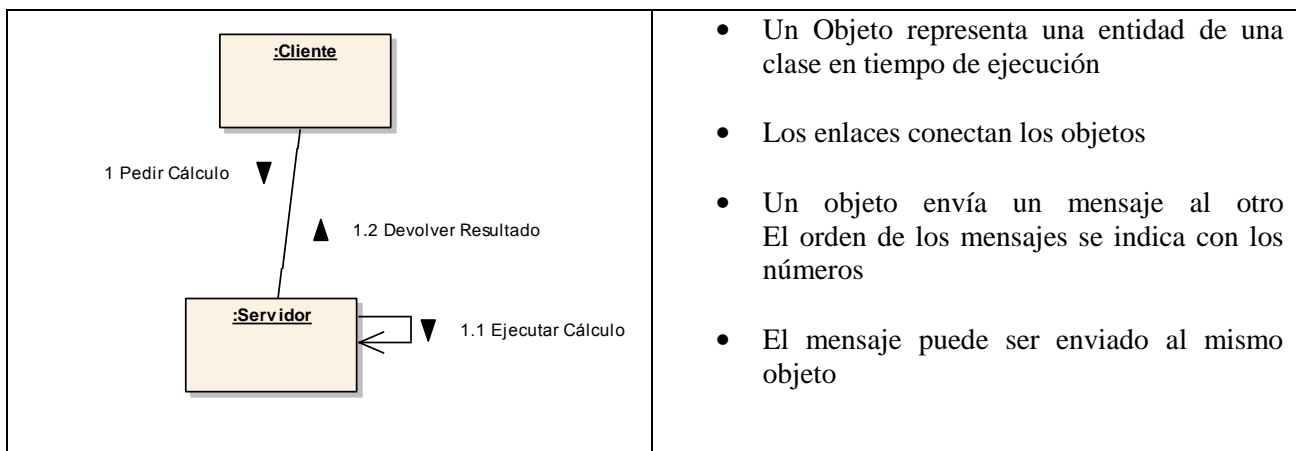 :Cliente
1 Pedir Cálculo
1.2 Devolver Resultado
:Servidor
1.1 Ejecutar Cálculo
• Un Objeto representa una entidad de una
clase en tiempo de ejecución
• Los enlaces conectan los objetos
• Un objeto envía un mensaje al otro
El orden de los mensajes se indica con los
números
• El mensaje puede ser enviado al mismo
objeto